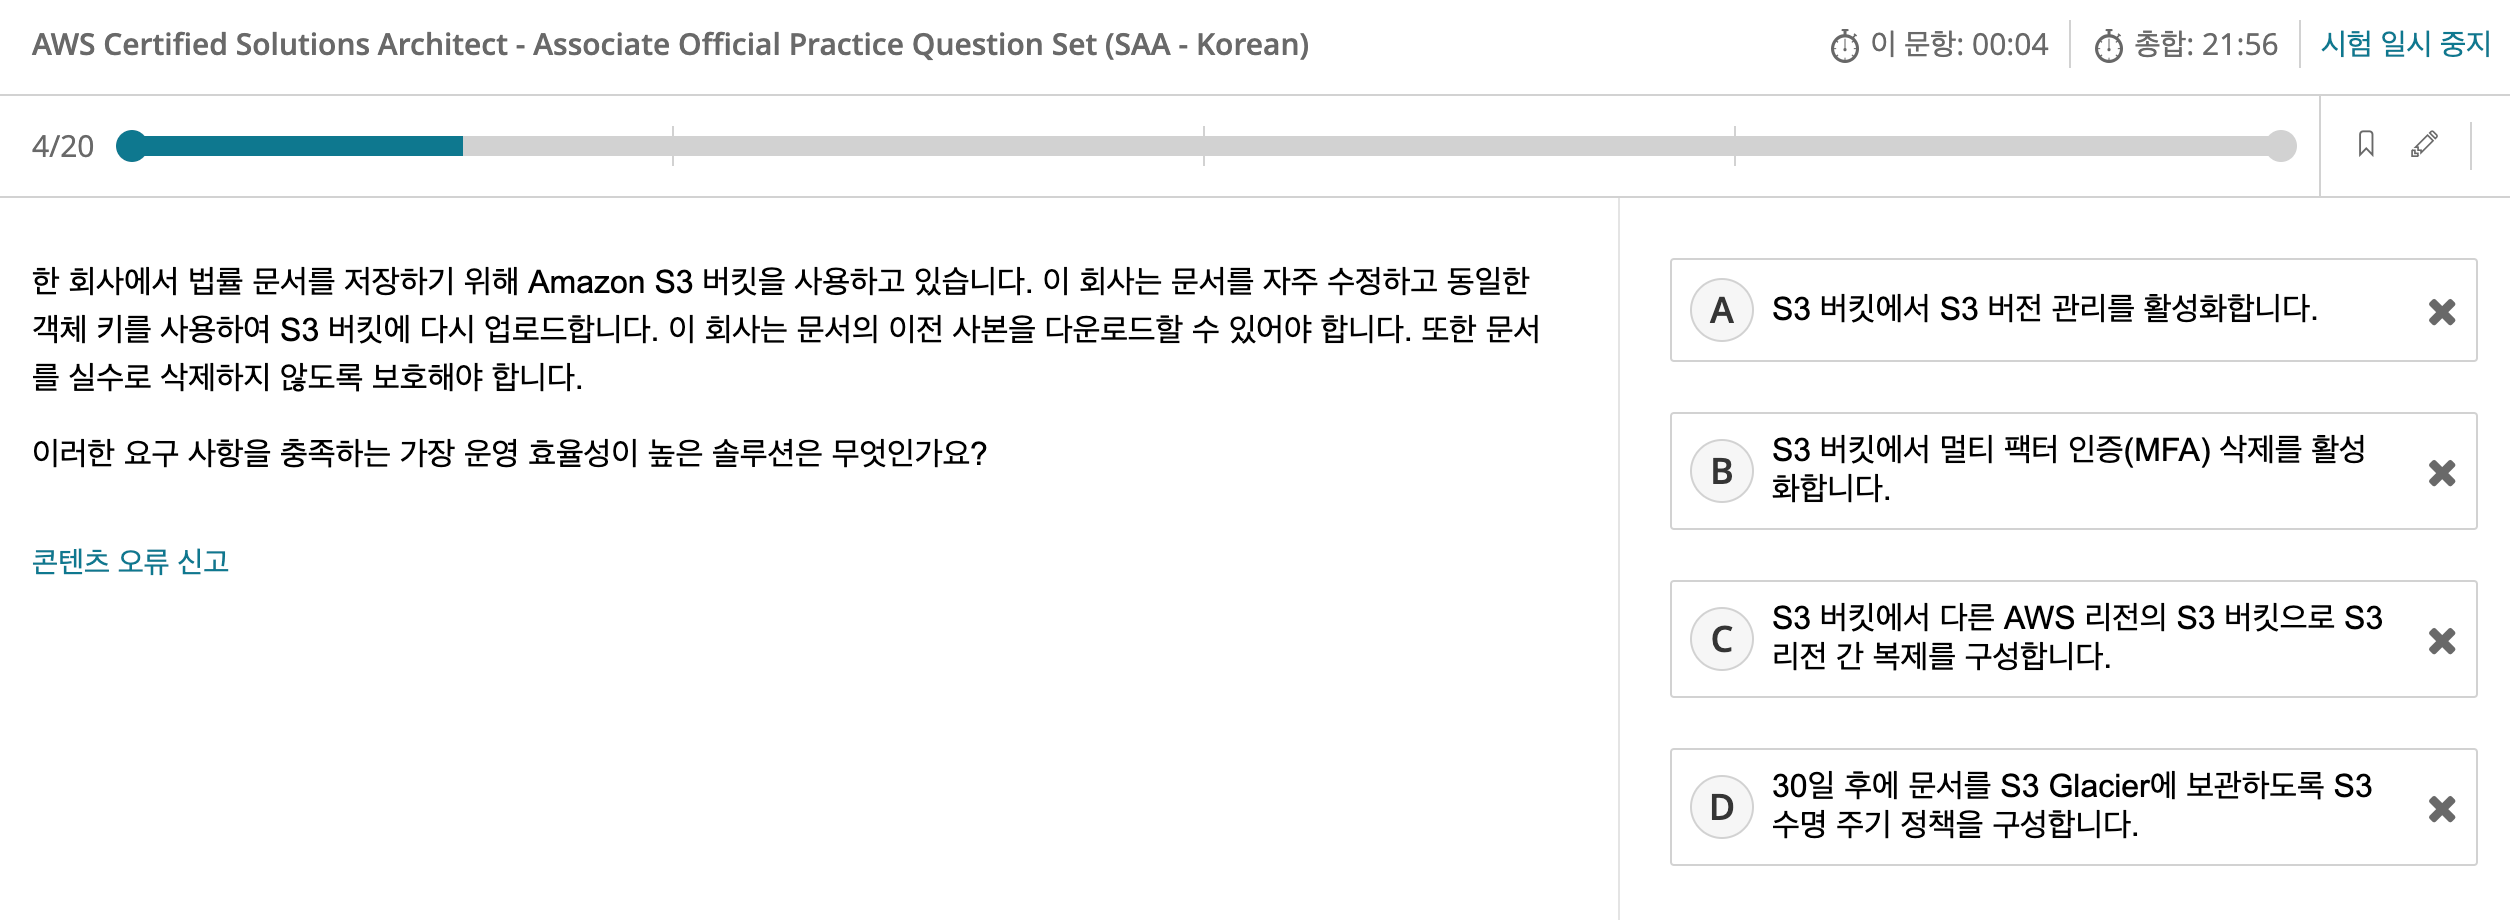 AWS Certified Solutions Architect - Associate Official Practice Question Set (SAA - Korean)
이 문항: 00:04
총합: 21:56
시험 일시 중지
4/20
한 회사에서 법률 문서를 저장하기 위해 Amazon S3 버킷을 사용하고 있습니다. 이 회사는 문서를 자주 수정하고 동일한
객체 키를 사용하여 S3 버킷에 다시 업로드합니다. 이 회사는 문서의 이전 사본을 다운로드할 수 있어야 합니다. 또한 문서
를 실수로 삭제하지 않도록 보호해야 합니다.
이러한 요구 사항을 충족하는 가장 운영 효율성이 높은 솔루션은 무엇인가요?
콘텐츠 오류 신고
A
S3 버킷에서 S3 버전 관리를 활성화합니다.
B
S3 버킷에서 멀티 팩터 인증(MFA) 삭제를 활성
화합니다.
C
S3 버킷에서 다른 AWS 리전의 S3 버킷으로 S3
리전 간 복제를 구성합니다.
D
30일 후에 문서를 S3 Glacier에 보관하도록 S3
수명 주기 정책을 구성합니다.